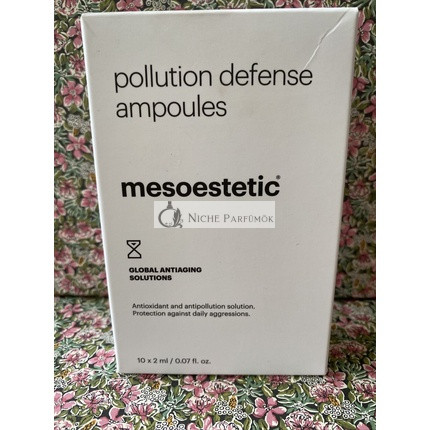 pollution defense
ampoules
mesoestetic®
NICHE PARFÜMÖK
GLOBAL ANTIAGING
SOLUTIONS
Antioxidant and antipollution solution.
Protection against daily aggressions.
10 x 2 ml / 0.07 fl. oz.